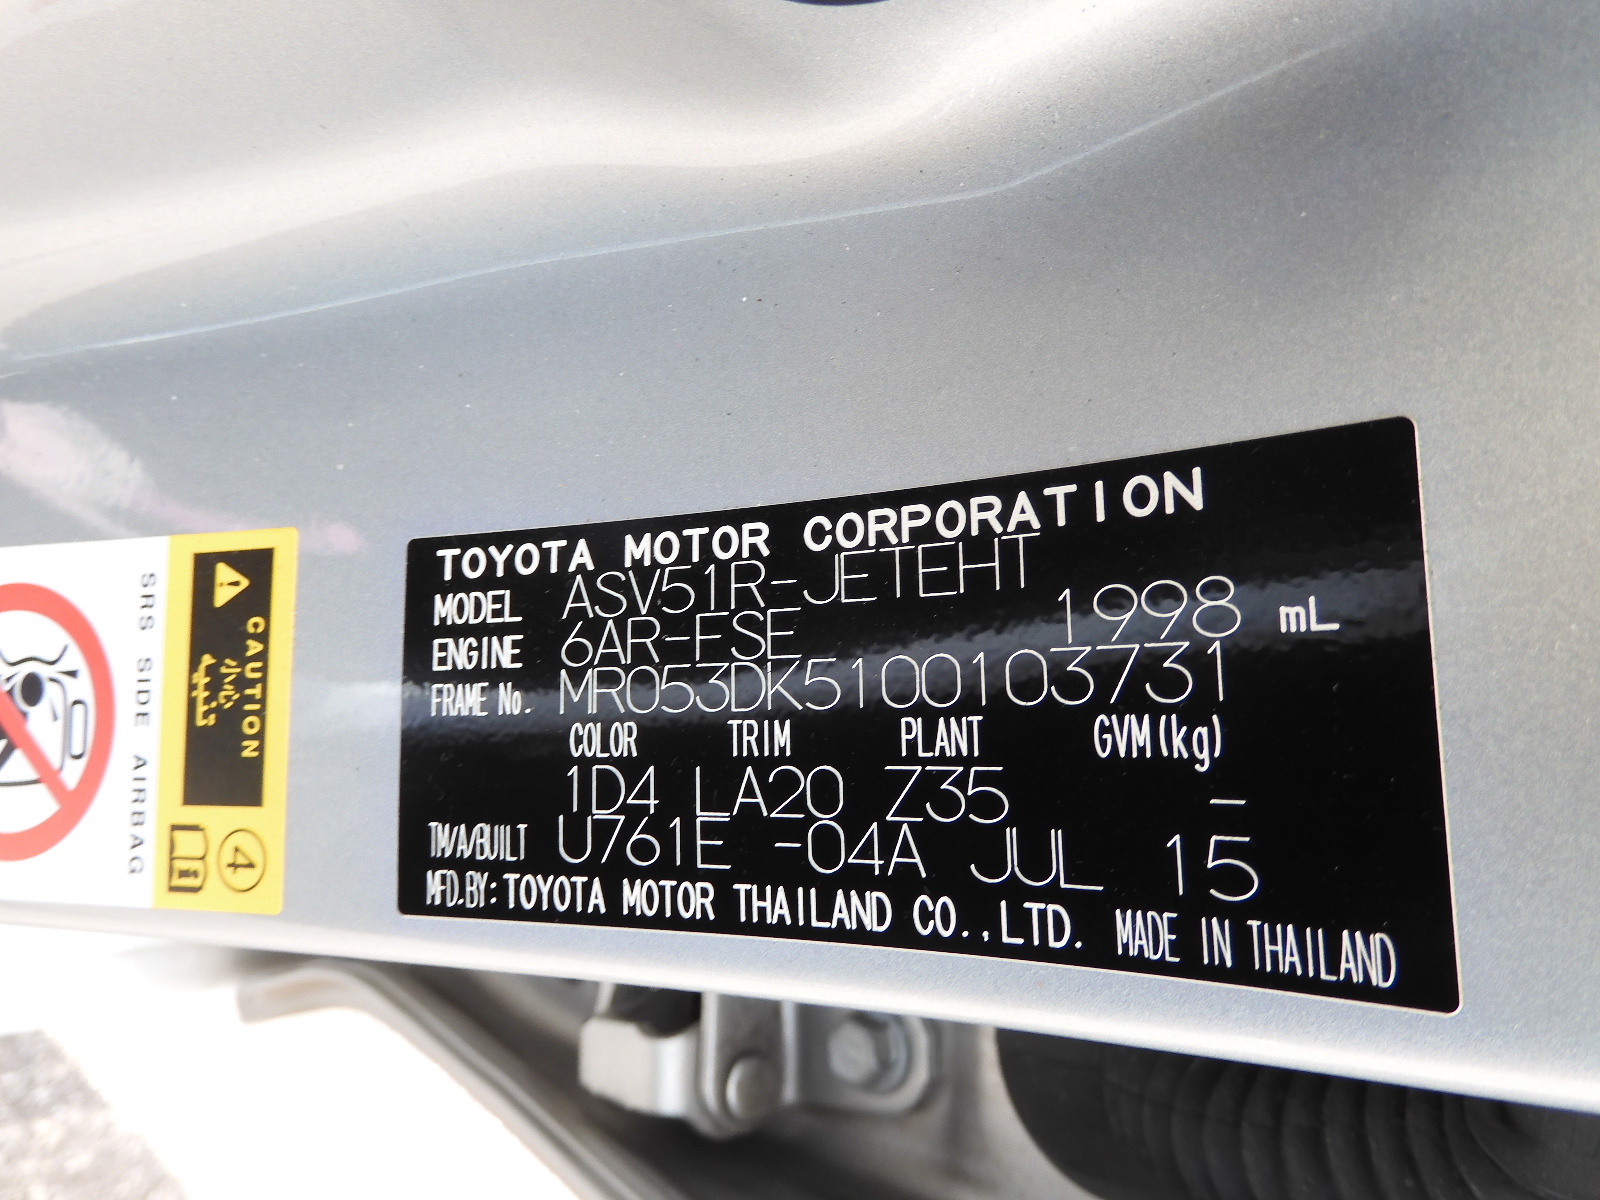 TOYOTA MOTOR CORPORATION
MODEL ASV51R-JETEHT
ENGINE 6AR-FSE 1998 mL
FRAME No. MR053DK5100103731
COLOR TRIM PLANT GVM(kg)
1D4 LA20 Z35 -
TM/A/BUILT U761E -04A JUL 15
MFD.BY: TOYOTA MOTOR THAILAND CO.,LTD. MADE IN THAILAND
CAUTION
4
SRS SIDE AIRBAG